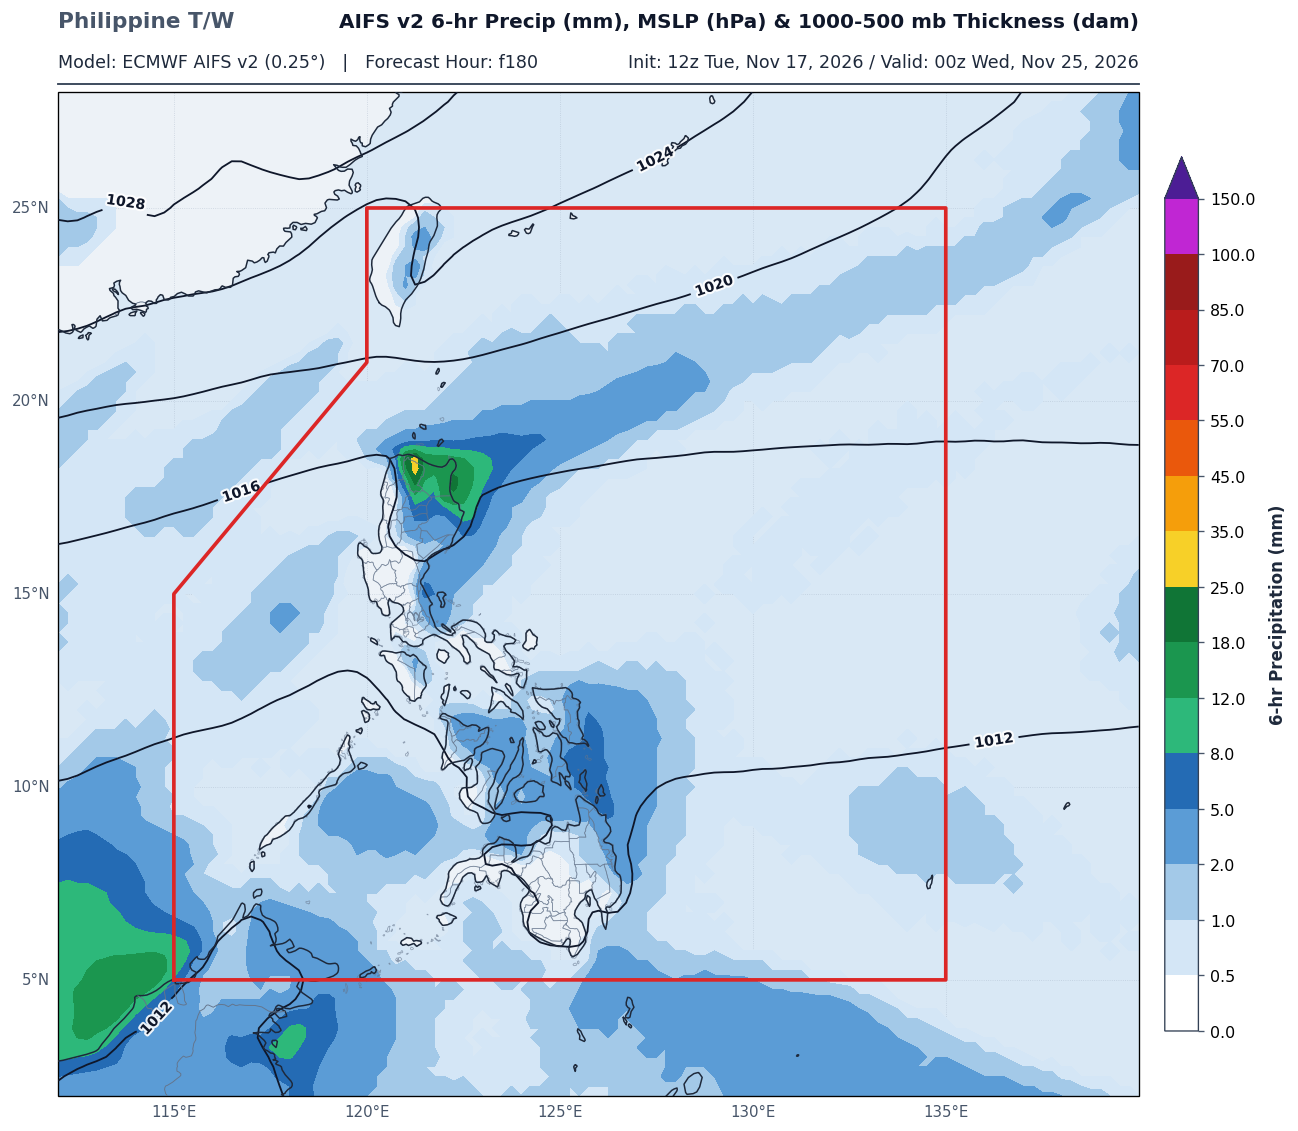 Philippine T/W
AIFS v2 6-hr Precip (mm), MSLP (hPa) & 1000-500 mb Thickness (dam)
Model: ECMWF AIFS v2 (0.25°) | Forecast Hour: f180
Init: 12z Tue, Nov 17, 2026 / Valid: 00z Wed, Nov 25, 2026
1028
1024
1020
1016
1012
1012
25°N
20°N
15°N
10°N
5°N
115°E
120°E
125°E
130°E
135°E
150.0
100.0
85.0
70.0
55.0
45.0
35.0
25.0
18.0
12.0
8.0
5.0
2.0
1.0
0.5
0.0
6-hr Precipitation (mm)